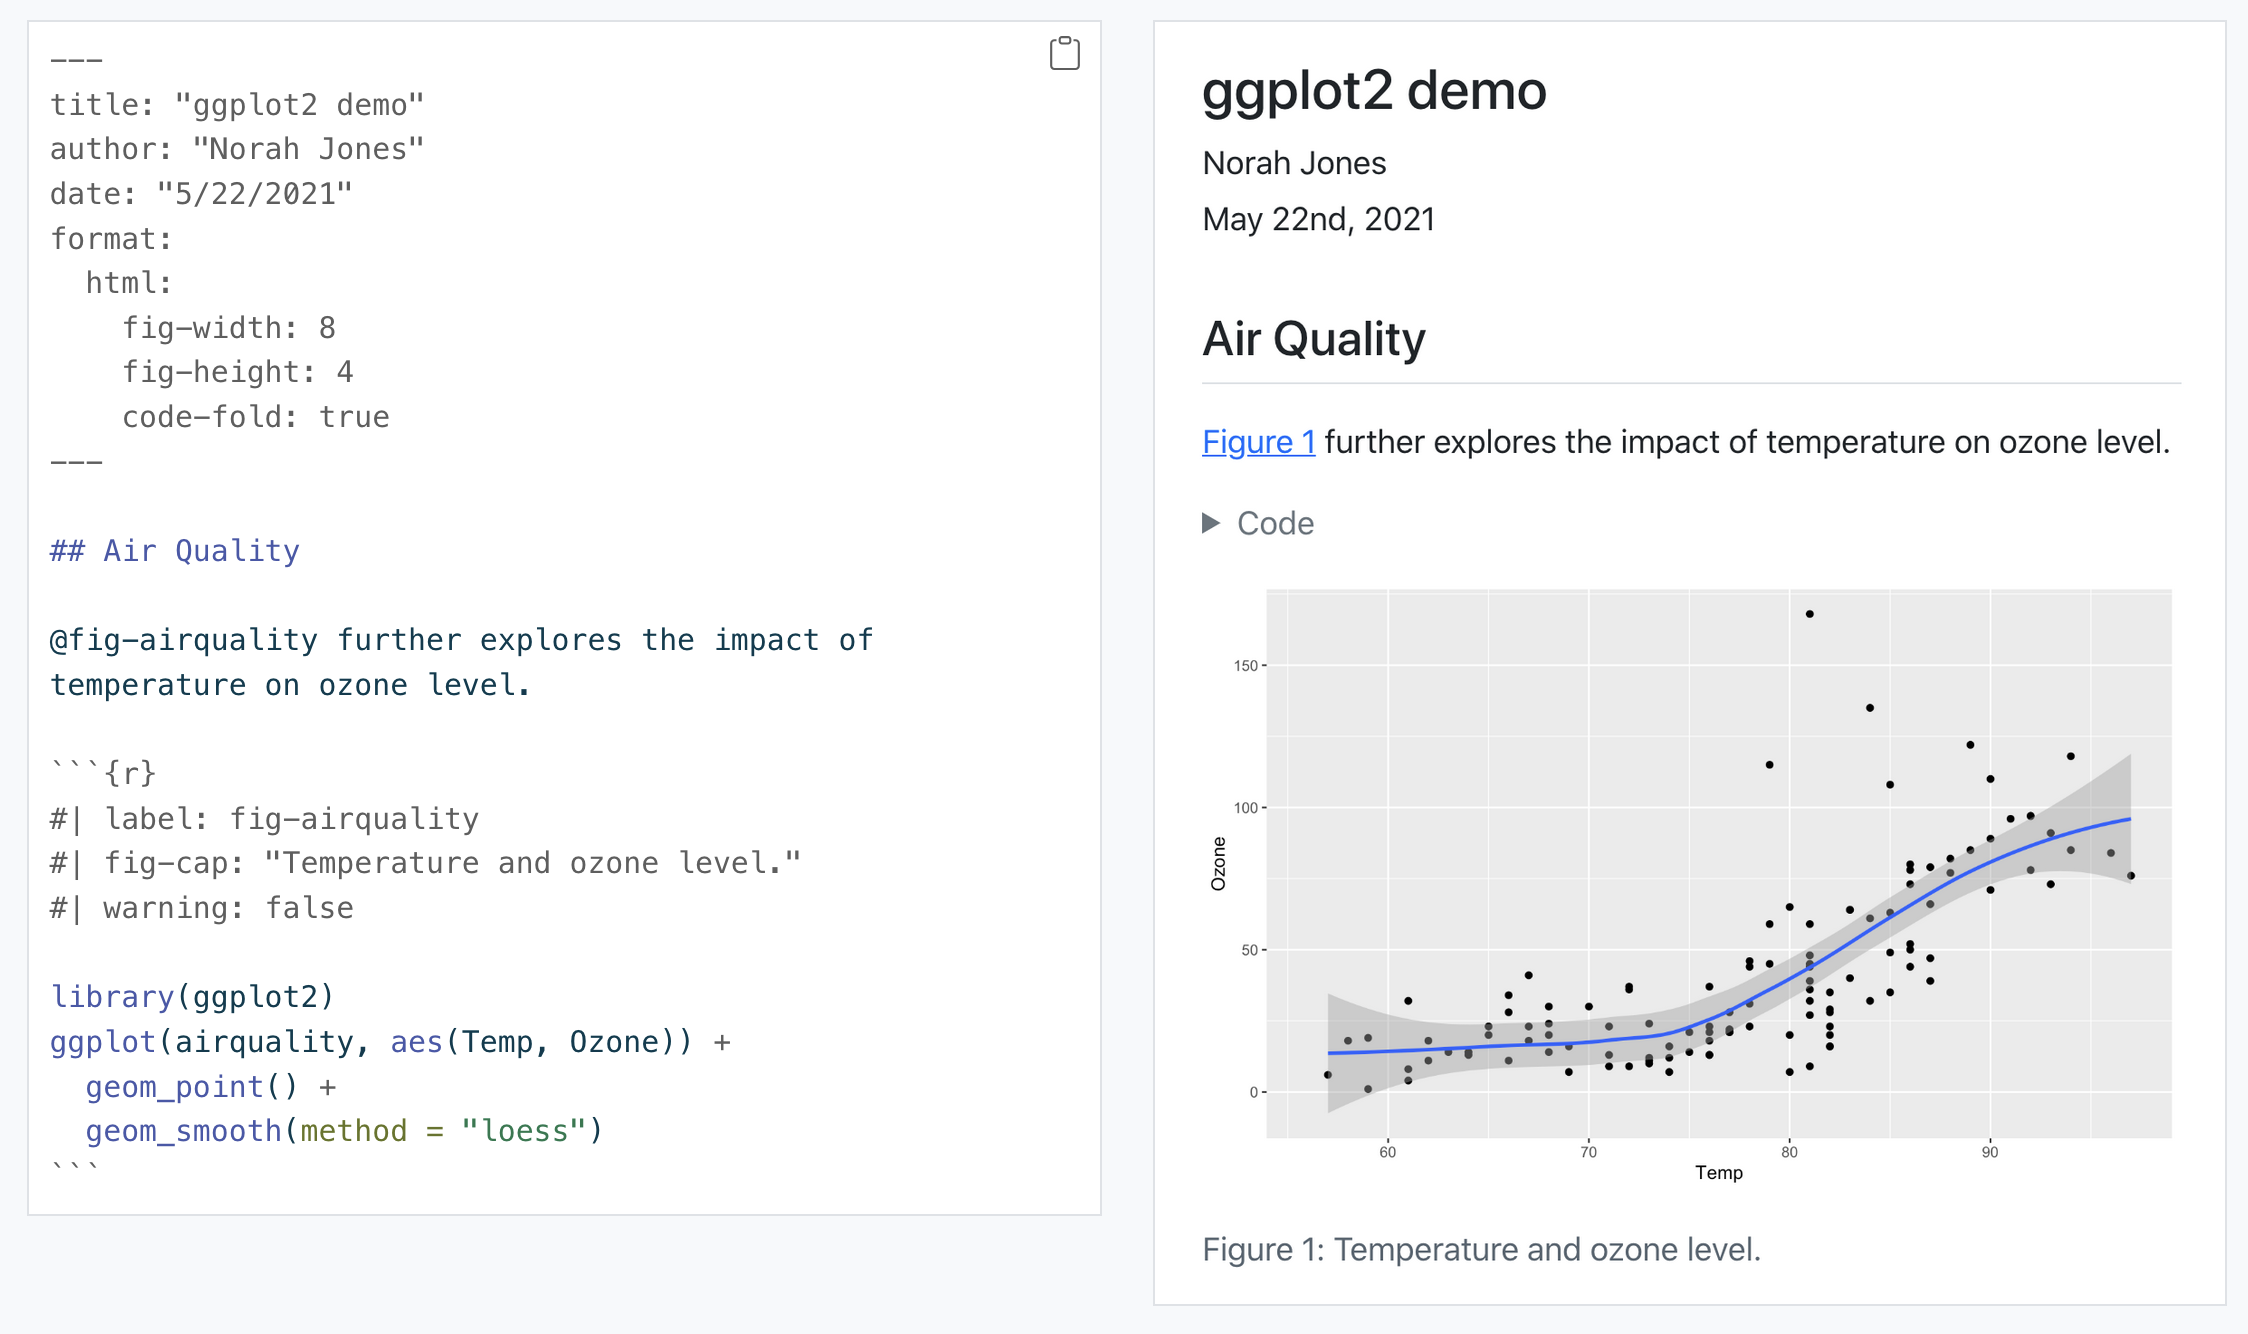 ---
title: "ggplot2 demo"
author: "Norah Jones"
date: "5/22/2021"
format:
  html:
    fig-width: 8
    fig-height: 4
    code-fold: true
---
## Air Quality
@fig-airquality further explores the impact of
temperature on ozone level.
```{r}
#| label: fig-airquality
#| fig-cap: "Temperature and ozone level."
#| warning: false
library(ggplot2)
ggplot(airquality, aes(Temp, Ozone)) +
  geom_point() +
  geom_smooth(method = "loess")
```
ggplot2 demo
Norah Jones
May 22nd, 2021
Air Quality
Figure 1 further explores the impact of temperature on ozone level.
Code
150
100
50
0
Ozone
60 70 80 90
Temp
Figure 1: Temperature and ozone level.